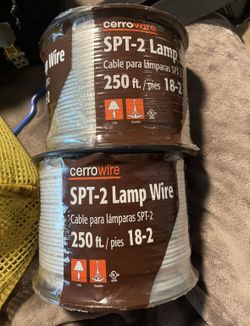 cerrowire
SPT-2 Lamp W
Cable para lámparas SPT-2
250 ft. / pies 18-2
cerrowire
SPT-2 Lamp Wire
Cable para lámparas SPT-2
250 ft. / pies 18-2